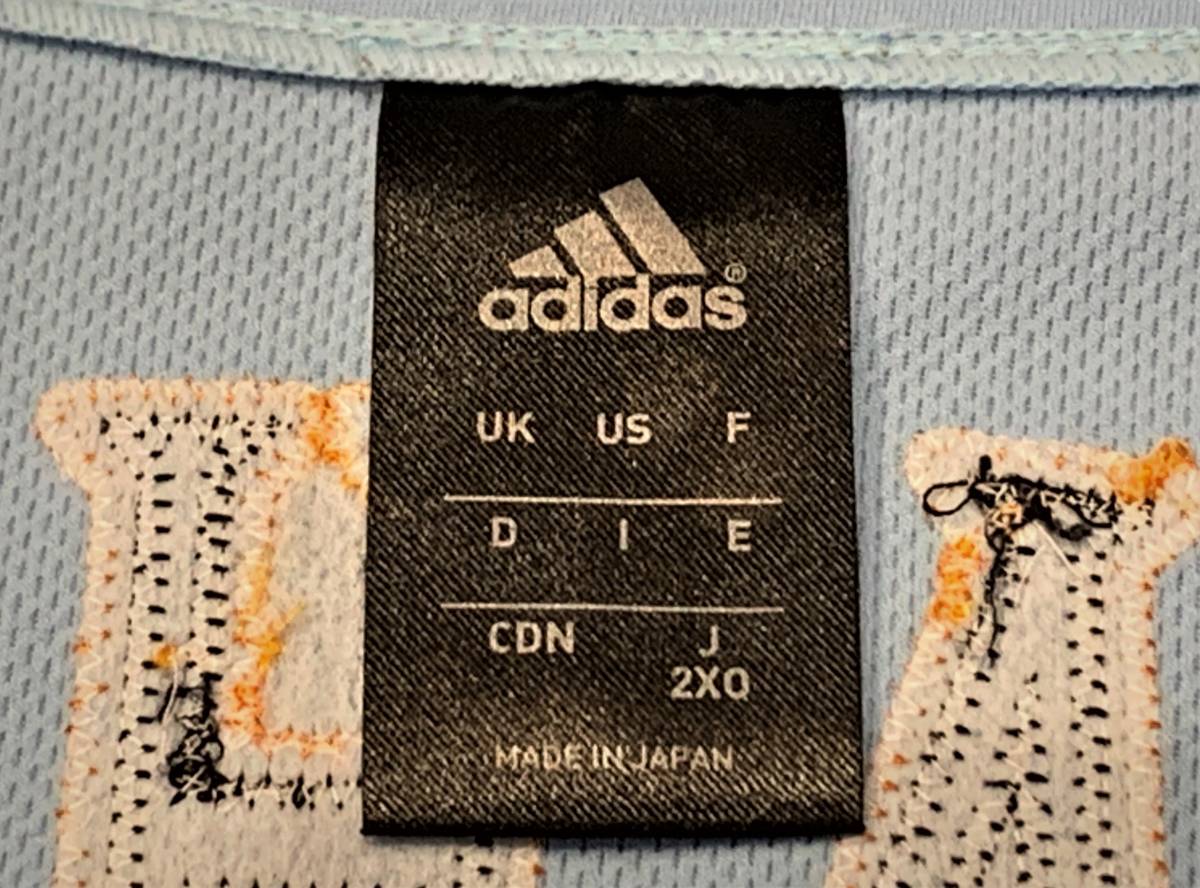 adidas®
UK US F
D I E
CDN J
2XO
MADE IN JAPAN